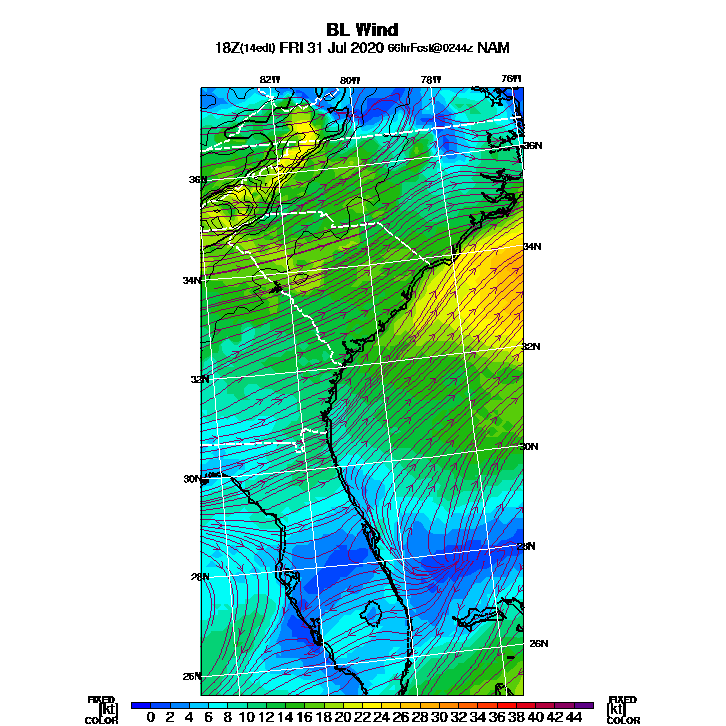 BL Wind
18Z(14edt) FRI 31 Jul 2020 66hrFcst@0244z NAM
82W 80W 78W 76W
36N
36N
34N
34N
32N
32N
30N
30N
28N
28N
26N
26N
FIXED FIXED
[kt] 0 2 4 6 8 10 12 14 16 18 20 22 24 26 28 30 32 34 36 38 40 42 44 [kt]
COLOR COLOR